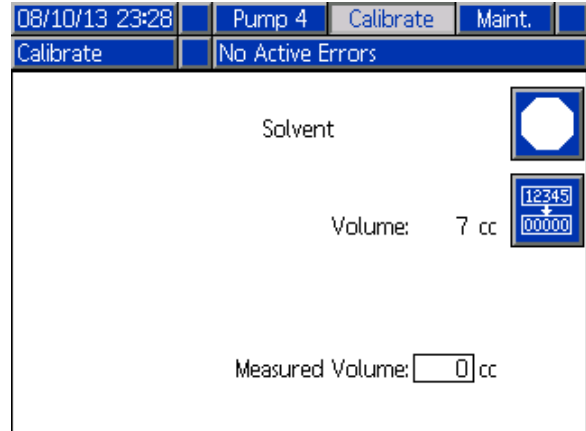 08/10/13 23:28 Pump 4 Calibrate Maint.
Calibrate No Active Errors
Solvent
12345
Volume: 7 cc 00000
Measured Volume: 0 cc